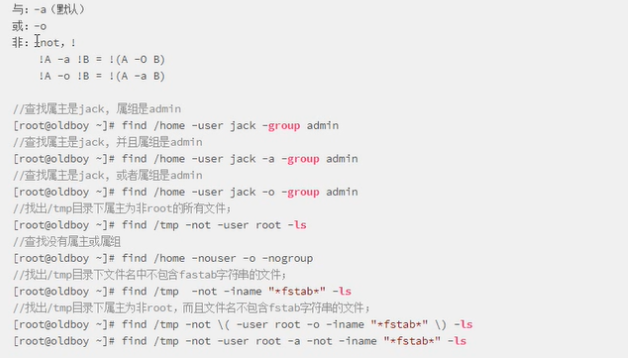 与: -a（默认）
或: -o
非: -not, !
!A -a !B = !(A -O B)
!A -o !B = !(A -a B)
//查找属主是jack, 属组是admin
[root@oldboy ~]# find /home -user jack -group admin
//查找属主是jack, 并且属组是admin
[root@oldboy ~]# find /home -user jack -a -group admin
//查找属主是jack, 或者属组是admin
[root@oldboy ~]# find /home -user jack -o -group admin
//找出/tmp目录下属主为非root的所有文件;
[root@oldboy ~]# find /tmp -not -user root -ls
//查找没有属主或属组
[root@oldboy ~]# find /home -nouser -o -nogroup
//找出/tmp目录下文件名中不包含fastab字符串的文件;
[root@oldboy ~]# find /tmp  -not -iname "*fstab*" -ls
//找出/tmp目录下属主为非root, 而且文件名不包含fastab字符串的文件;
[root@oldboy ~]# find /tmp -not \( -user root -o -iname "*fstab*" \) -ls
[root@oldboy ~]# find /tmp -not -user root -a -not -iname "*fstab*" -ls